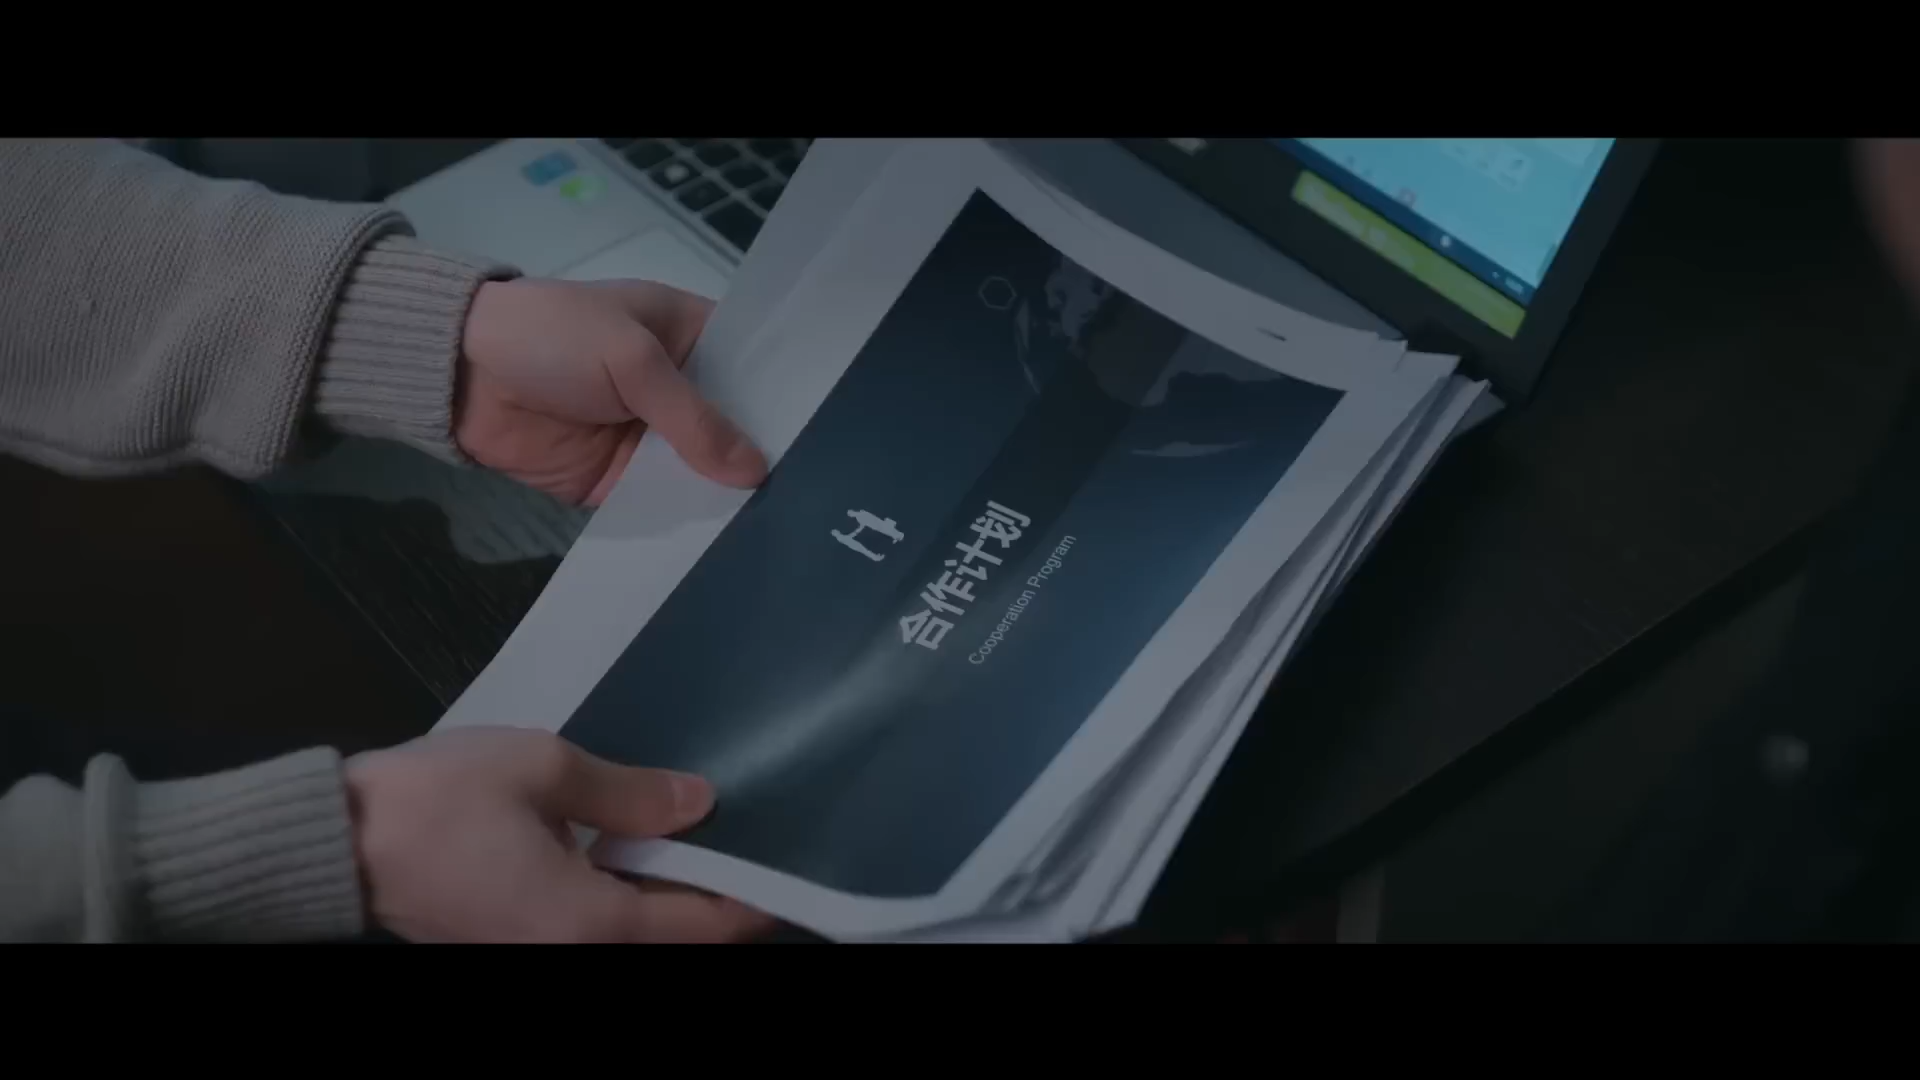 合作计划
Cooperation Program